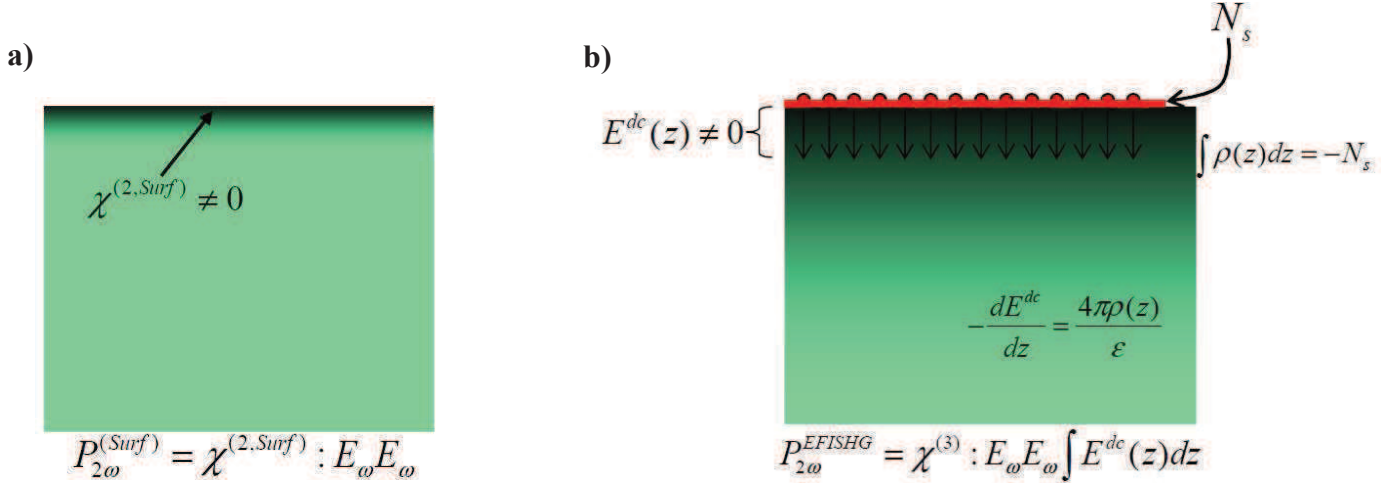 a)
χ^(2,Surf) ≠ 0
P_2ω^(Surf) = χ^(2,Surf) : E_ω E_ω
b)
N_s
E^dc(z) ≠ 0
∫ρ(z)dz = −N_s
−dE^dc/dz = 4πρ(z)/ε
P_2ω^EFISHG = χ^(3) : E_ω E_ω ∫E^dc(z)dz